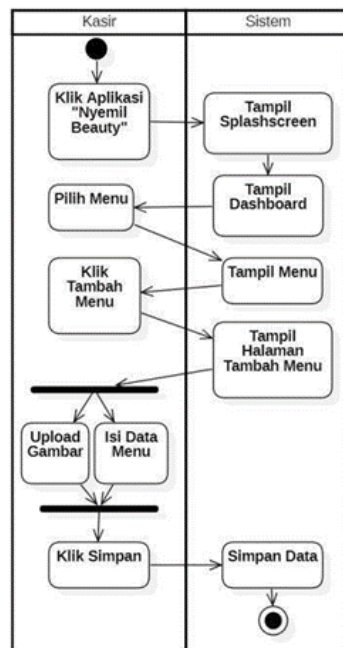 Kasir
Sistem
Klik Aplikasi
"Nyemil
Beauty"
Tampil
Splashscreen
Tampil
Dashboard
Pilih Menu
Tampil Menu
Klik
Tambah
Menu
Tampil
Halaman
Tambah Menu
Upload
Gambar
Isi Data
Menu
Klik Simpan
Simpan Data